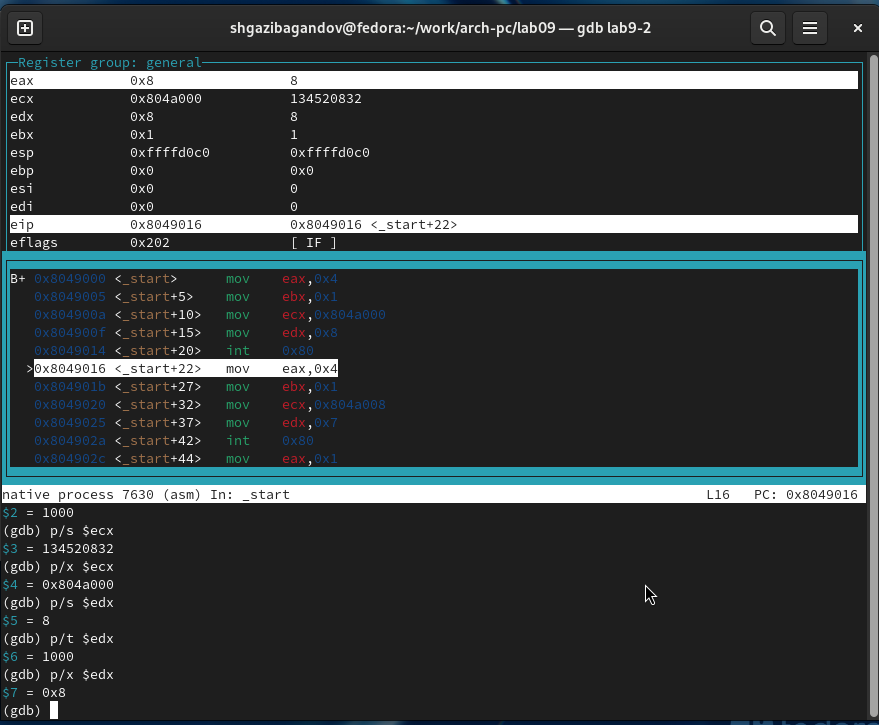 shgazibagandov@fedora:~/work/arch-pc/lab09 — gdb lab9-2
Register group: general
eax 0x8 8
ecx 0x804a000 134520832
edx 0x8 8
ebx 0x1 1
esp 0xffffd0c0 0xffffd0c0
ebp 0x0 0x0
esi 0x0 0
edi 0x0 0
eip 0x8049016 0x8049016 <_start+22>
eflags 0x202 [ IF ]
B+ 0x8049000 <_start> mov eax,0x4
0x8049005 <_start+5> mov ebx,0x1
0x804900a <_start+10> mov ecx,0x804a000
0x804900f <_start+15> mov edx,0x8
0x8049014 <_start+20> int 0x80
>0x8049016 <_start+22> mov eax,0x4
0x804901b <_start+27> mov ebx,0x1
0x8049020 <_start+32> mov ecx,0x804a008
0x8049025 <_start+37> mov edx,0x7
0x804902a <_start+42> int 0x80
0x804902c <_start+44> mov eax,0x1
native process 7630 (asm) In: _start L16 PC: 0x8049016
$2 = 1000
(gdb) p/s $ecx
$3 = 134520832
(gdb) p/x $ecx
$4 = 0x804a000
(gdb) p/s $edx
$5 = 8
(gdb) p/t $edx
$6 = 1000
(gdb) p/x $edx
$7 = 0x8
(gdb)